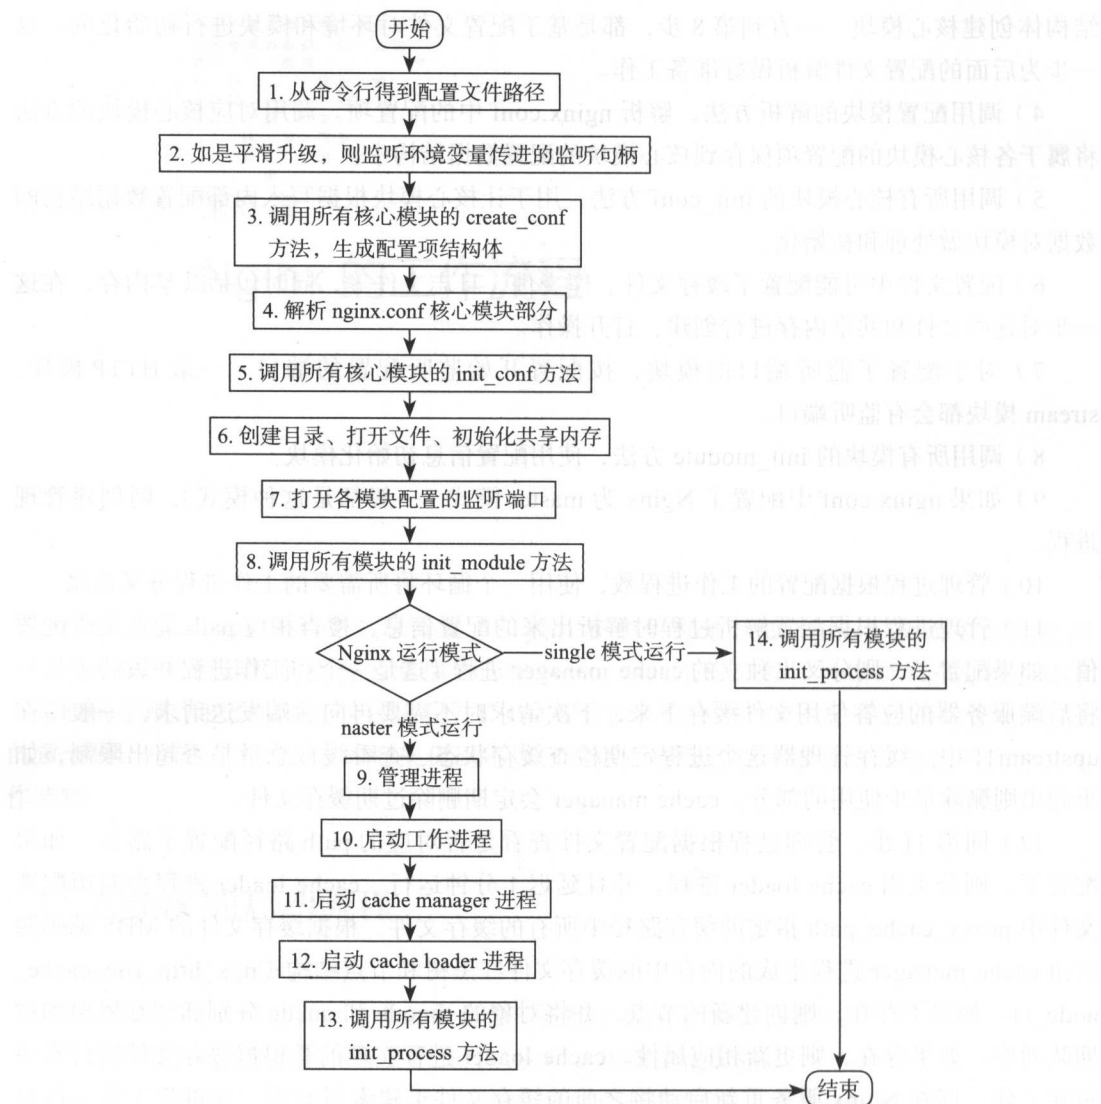 开始
1. 从命令行得到配置文件路径
2. 如是平滑升级，则监听环境变量传进的监听句柄
3. 调用所有核心模块的 create_conf
方法，生成配置项结构体
4. 解析 nginx.conf 核心模块部分
5. 调用所有核心模块的 init_conf 方法
6. 创建目录、打开文件、初始化共享内存
7. 打开各模块配置的监听端口
8. 调用所有模块的 init_module 方法
Nginx 运行模式
single 模式运行
14. 调用所有模块的
init_process 方法
naster 模式运行
9. 管理进程
10. 启动工作进程
11. 启动 cache manager 进程
12. 启动 cache loader 进程
13. 调用所有模块的
init_process 方法
结束